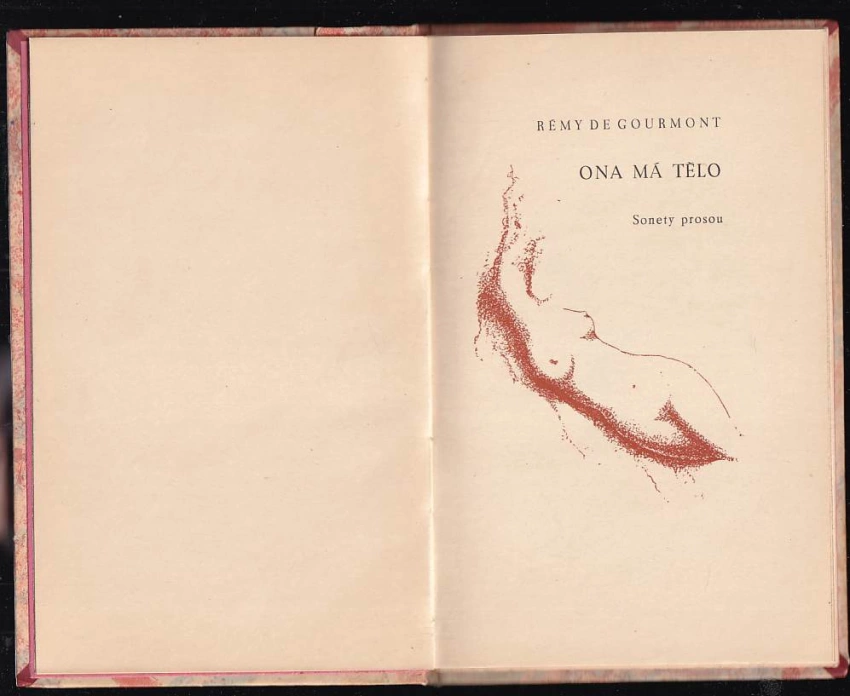 RÉMY DE GOURMONT
ONA MÁ TĚLO
Sonety prosou